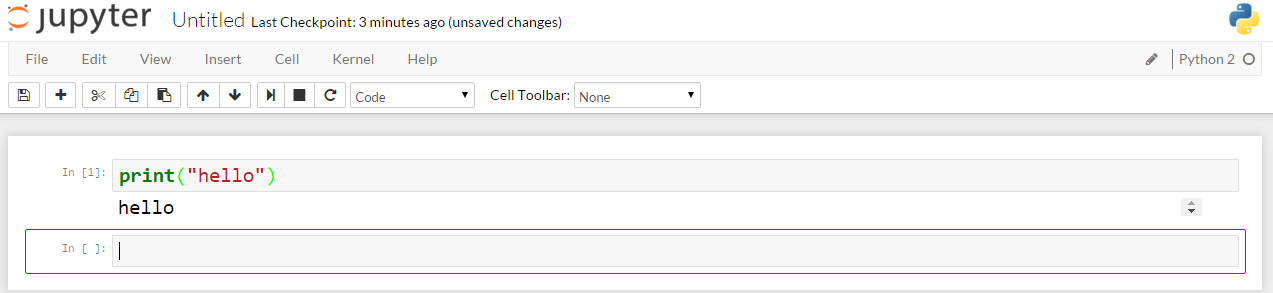 jupyter Untitled Last Checkpoint: 3 minutes ago (unsaved changes)
File Edit View Insert Cell Kernel Help Python 2
Code Cell Toolbar: None
In [1]: print("hello")
hello
In [ ]: